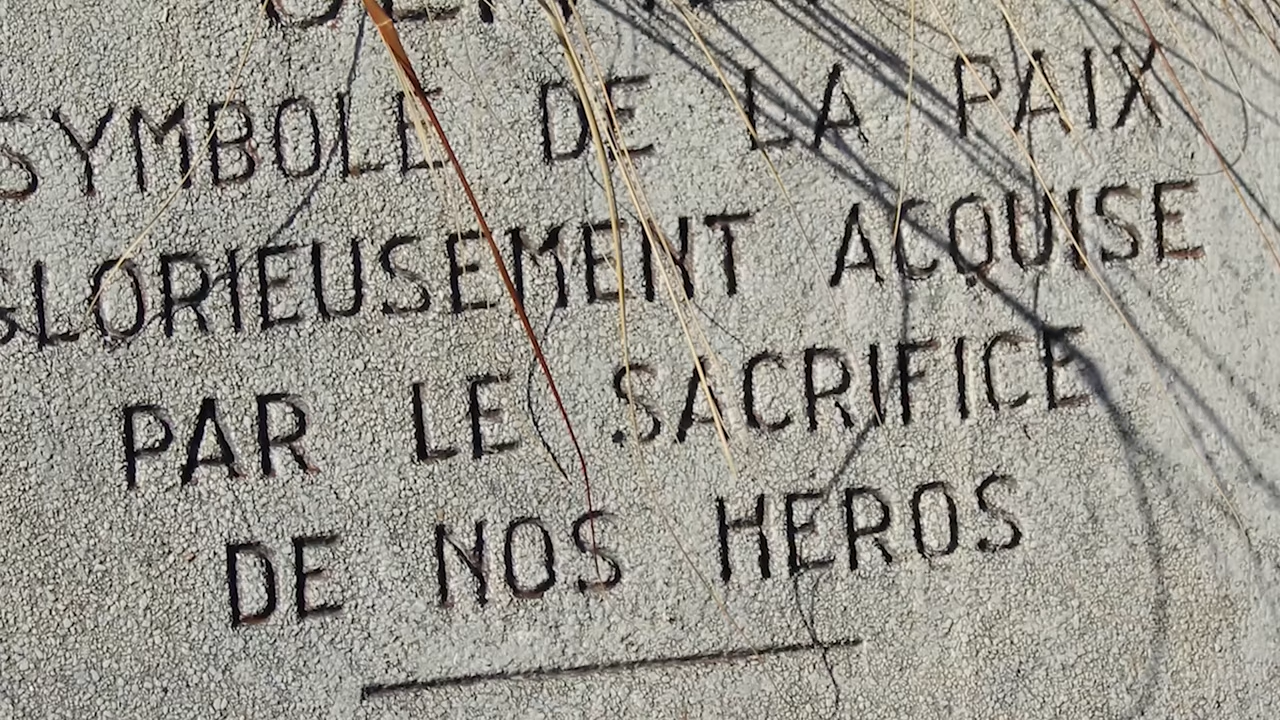 SYMBOLE DE LA PAIX
GLORIEUSEMENT ACQUISE
PAR LE SACRIFICE
DE NOS HEROS